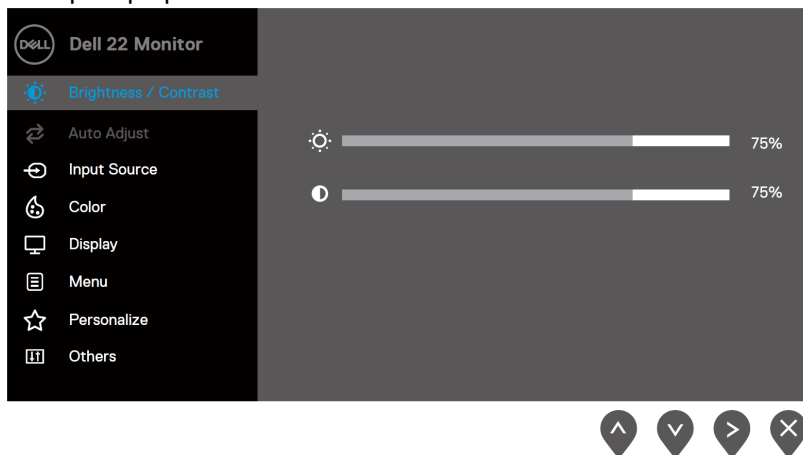 DELL Dell 22 Monitor
Brightness / Contrast
Auto Adjust
75%
Input Source
75%
Color
Display
Menu
Personalize
Others